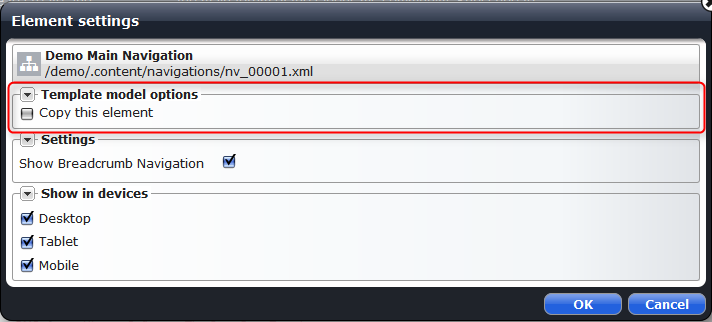 Element settings
Demo Main Navigation
/demo/.content/navigations/nv_00001.xml
Template model options
Copy this element
Settings
Show Breadcrumb Navigation
Show in devices
Desktop
Tablet
Mobile
OK Cancel